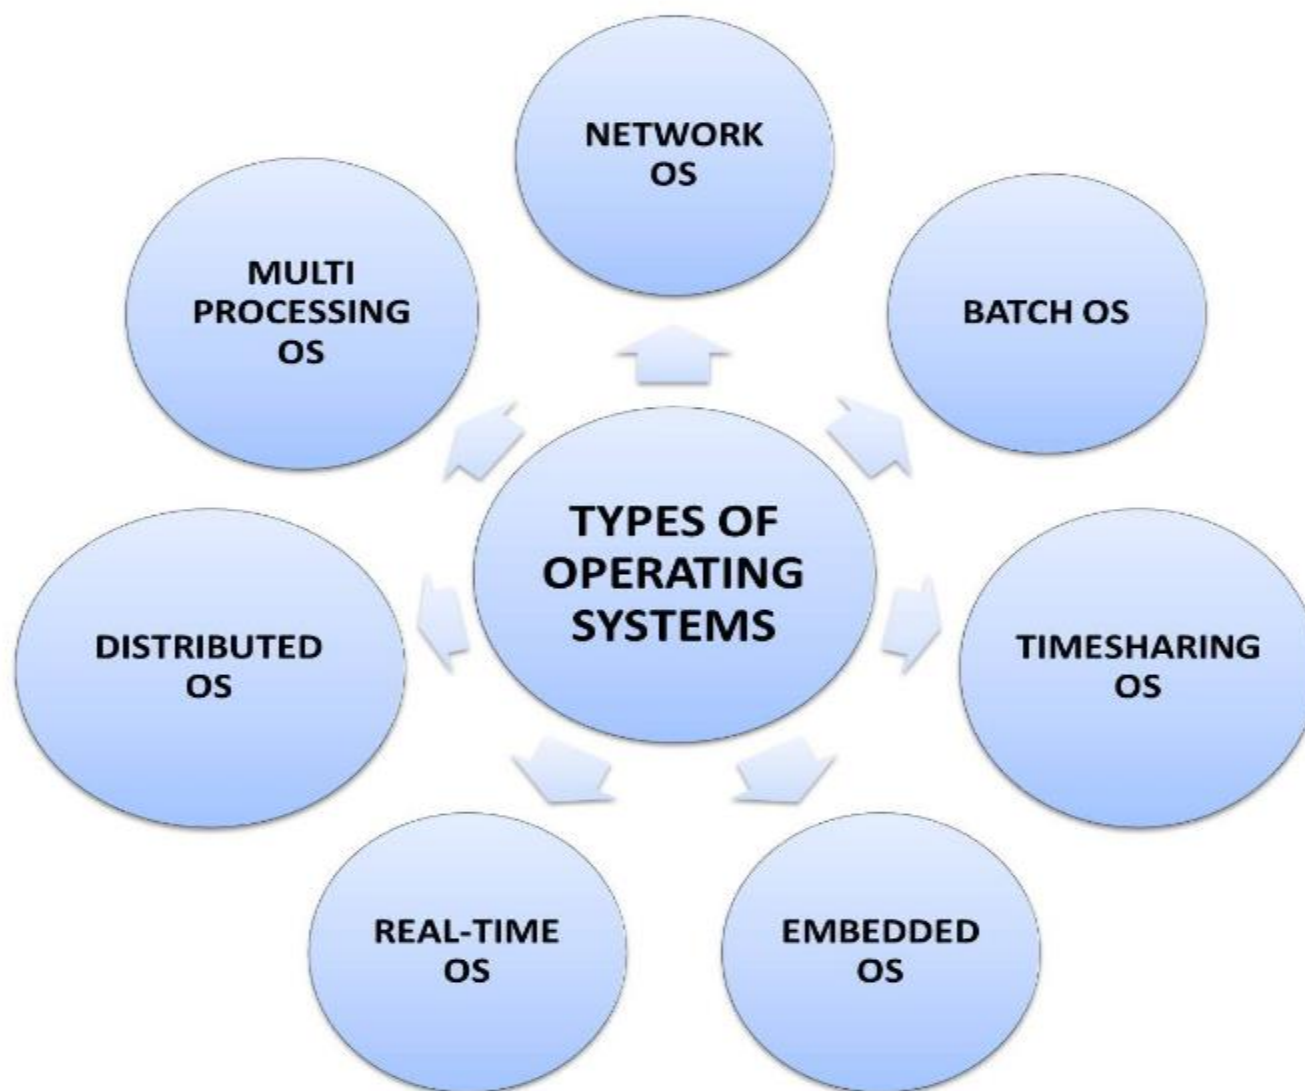 NETWORK
OS
BATCH OS
TIMESHARING
OS
EMBEDDED
OS
REAL-TIME
OS
DISTRIBUTED
OS
MULTI
PROCESSING
OS
TYPES OF
OPERATING
SYSTEMS